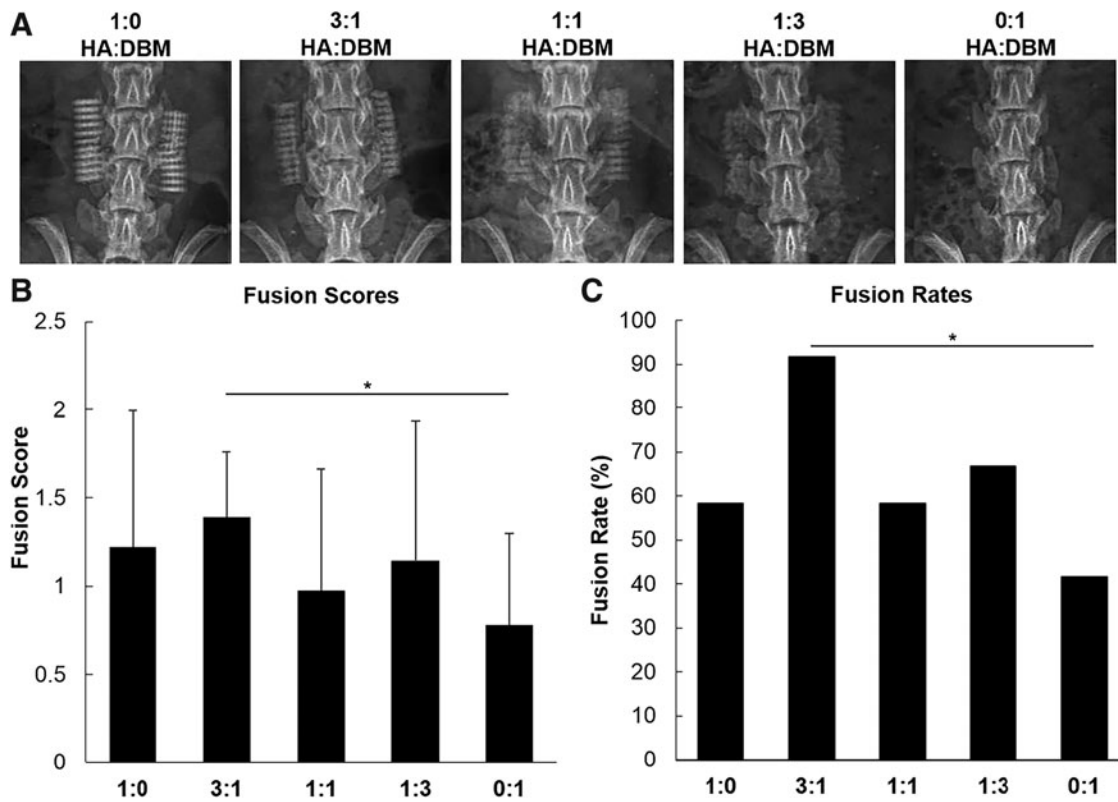 A
1:0
HA:DBM
3:1
HA:DBM
1:1
HA:DBM
1:3
HA:DBM
0:1
HA:DBM
B
Fusion Scores
2.5
2
1.5
1
0.5
0
Fusion Score
1:0 3:1 1:1 1:3 0:1
*
C
Fusion Rates
100
90
80
70
60
50
40
30
20
10
0
Fusion Rate (%)
1:0 3:1 1:1 1:3 0:1
*